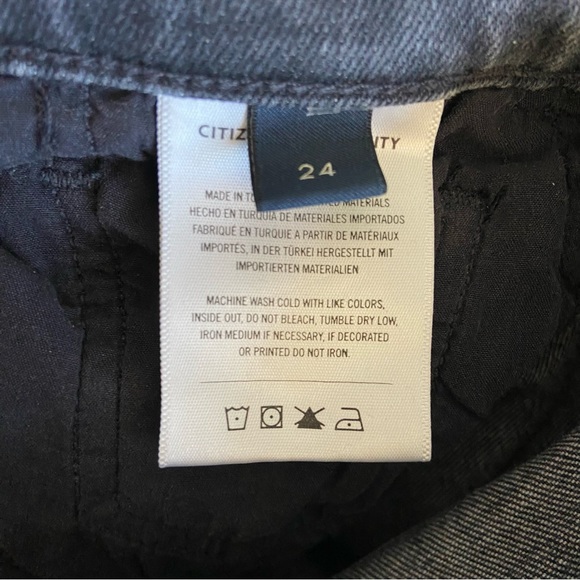 CITIZ ITY
24
MADE IN TU ED MATERIALS
HECHO EN TURQUIA DE MATERIALES IMPORTADOS
FABRIQUÉ EN TURQUIE A PARTIR DE MATÉRIAUX
IMPORTÉS, IN DER TÜRKEI HERGESTELLT MIT
IMPORTIERTEN MATERIALIEN
MACHINE WASH COLD WITH LIKE COLORS,
INSIDE OUT, DO NOT BLEACH, TUMBLE DRY LOW,
IRON MEDIUM IF NECESSARY, IF DECORATED
OR PRINTED DO NOT IRON.